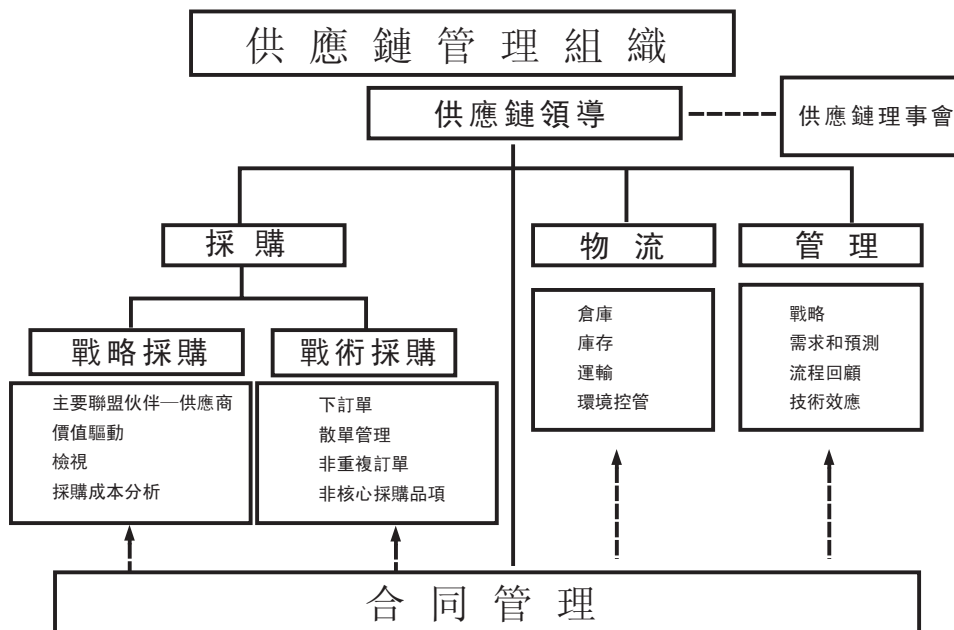 供應鏈管理組織
供應鏈領導
供應鏈理事會
採購
物流
管理
戰略採購
戰術採購
主要聯盟伙伴—供應商
價值驅動
檢視
採購成本分析
下訂單
散單管理
非重複訂單
非核心採購品項
倉庫
庫存
運輸
環境控管
戰略
需求和預測
流程回顧
技術效應
合同管理